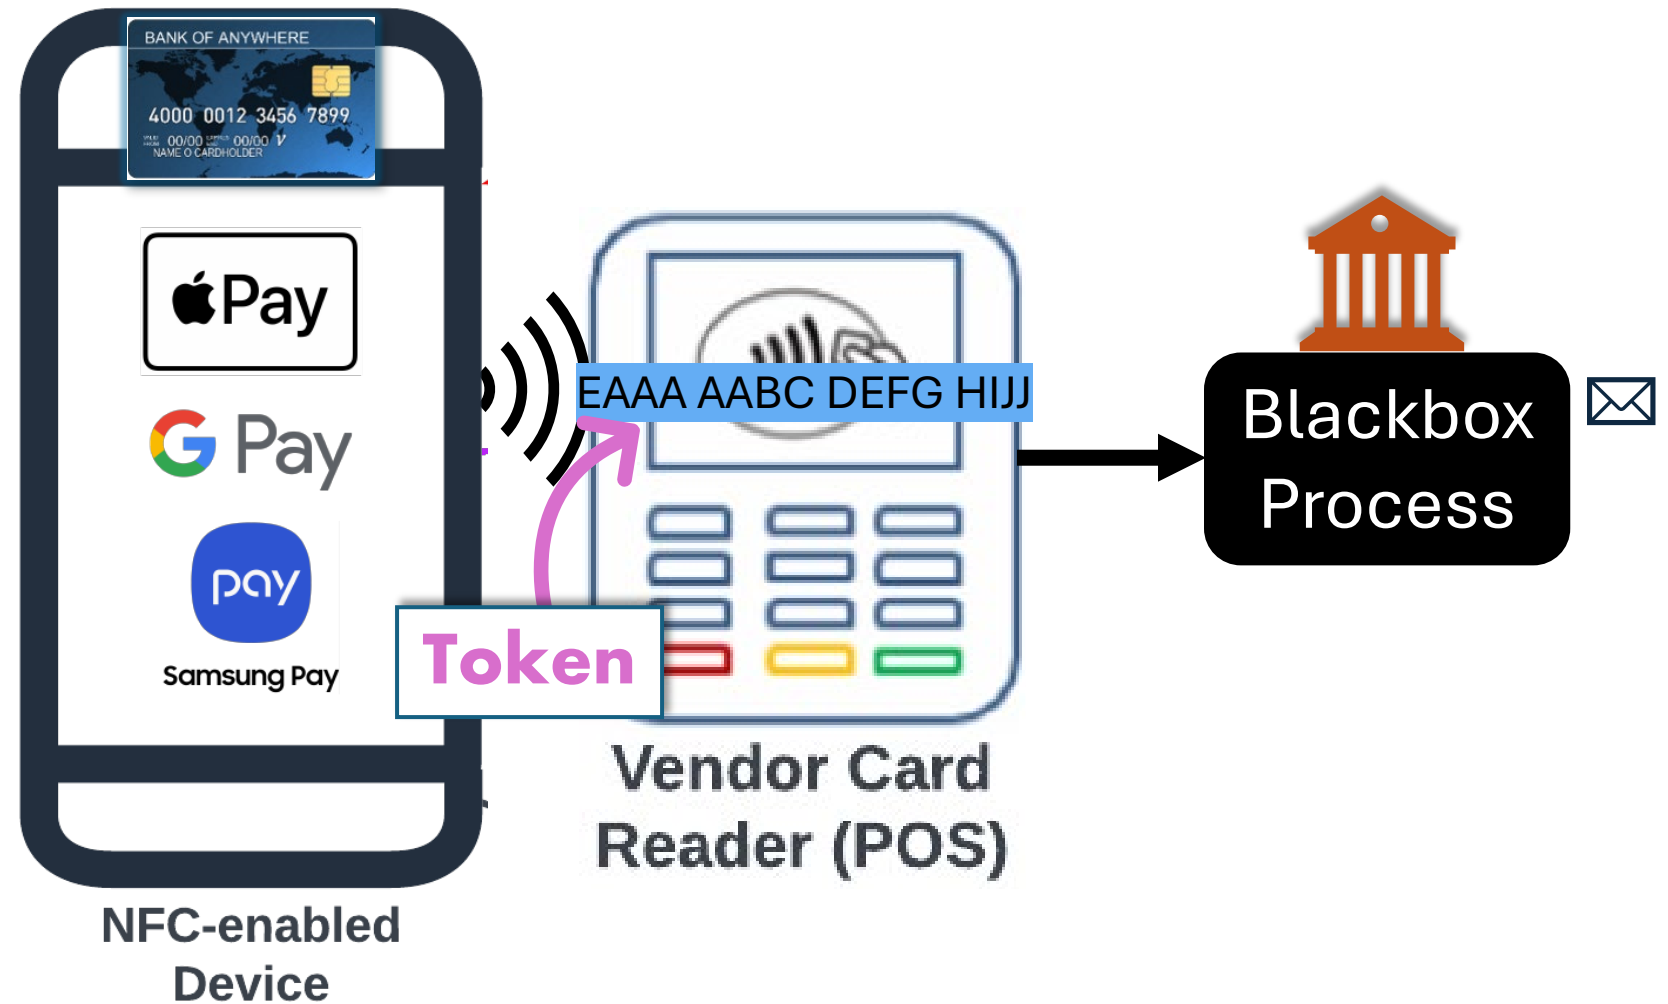 BANK OF ANYWHERE
4000 0012 3456 7899
00/00 00/00 V
NAME O CARDHOLDER
Pay
G Pay
pay
Samsung Pay
EAAA AABC DEFG HIJJ
Token
Vendor Card
Reader (POS)
Blackbox
Process
NFC-enabled
Device